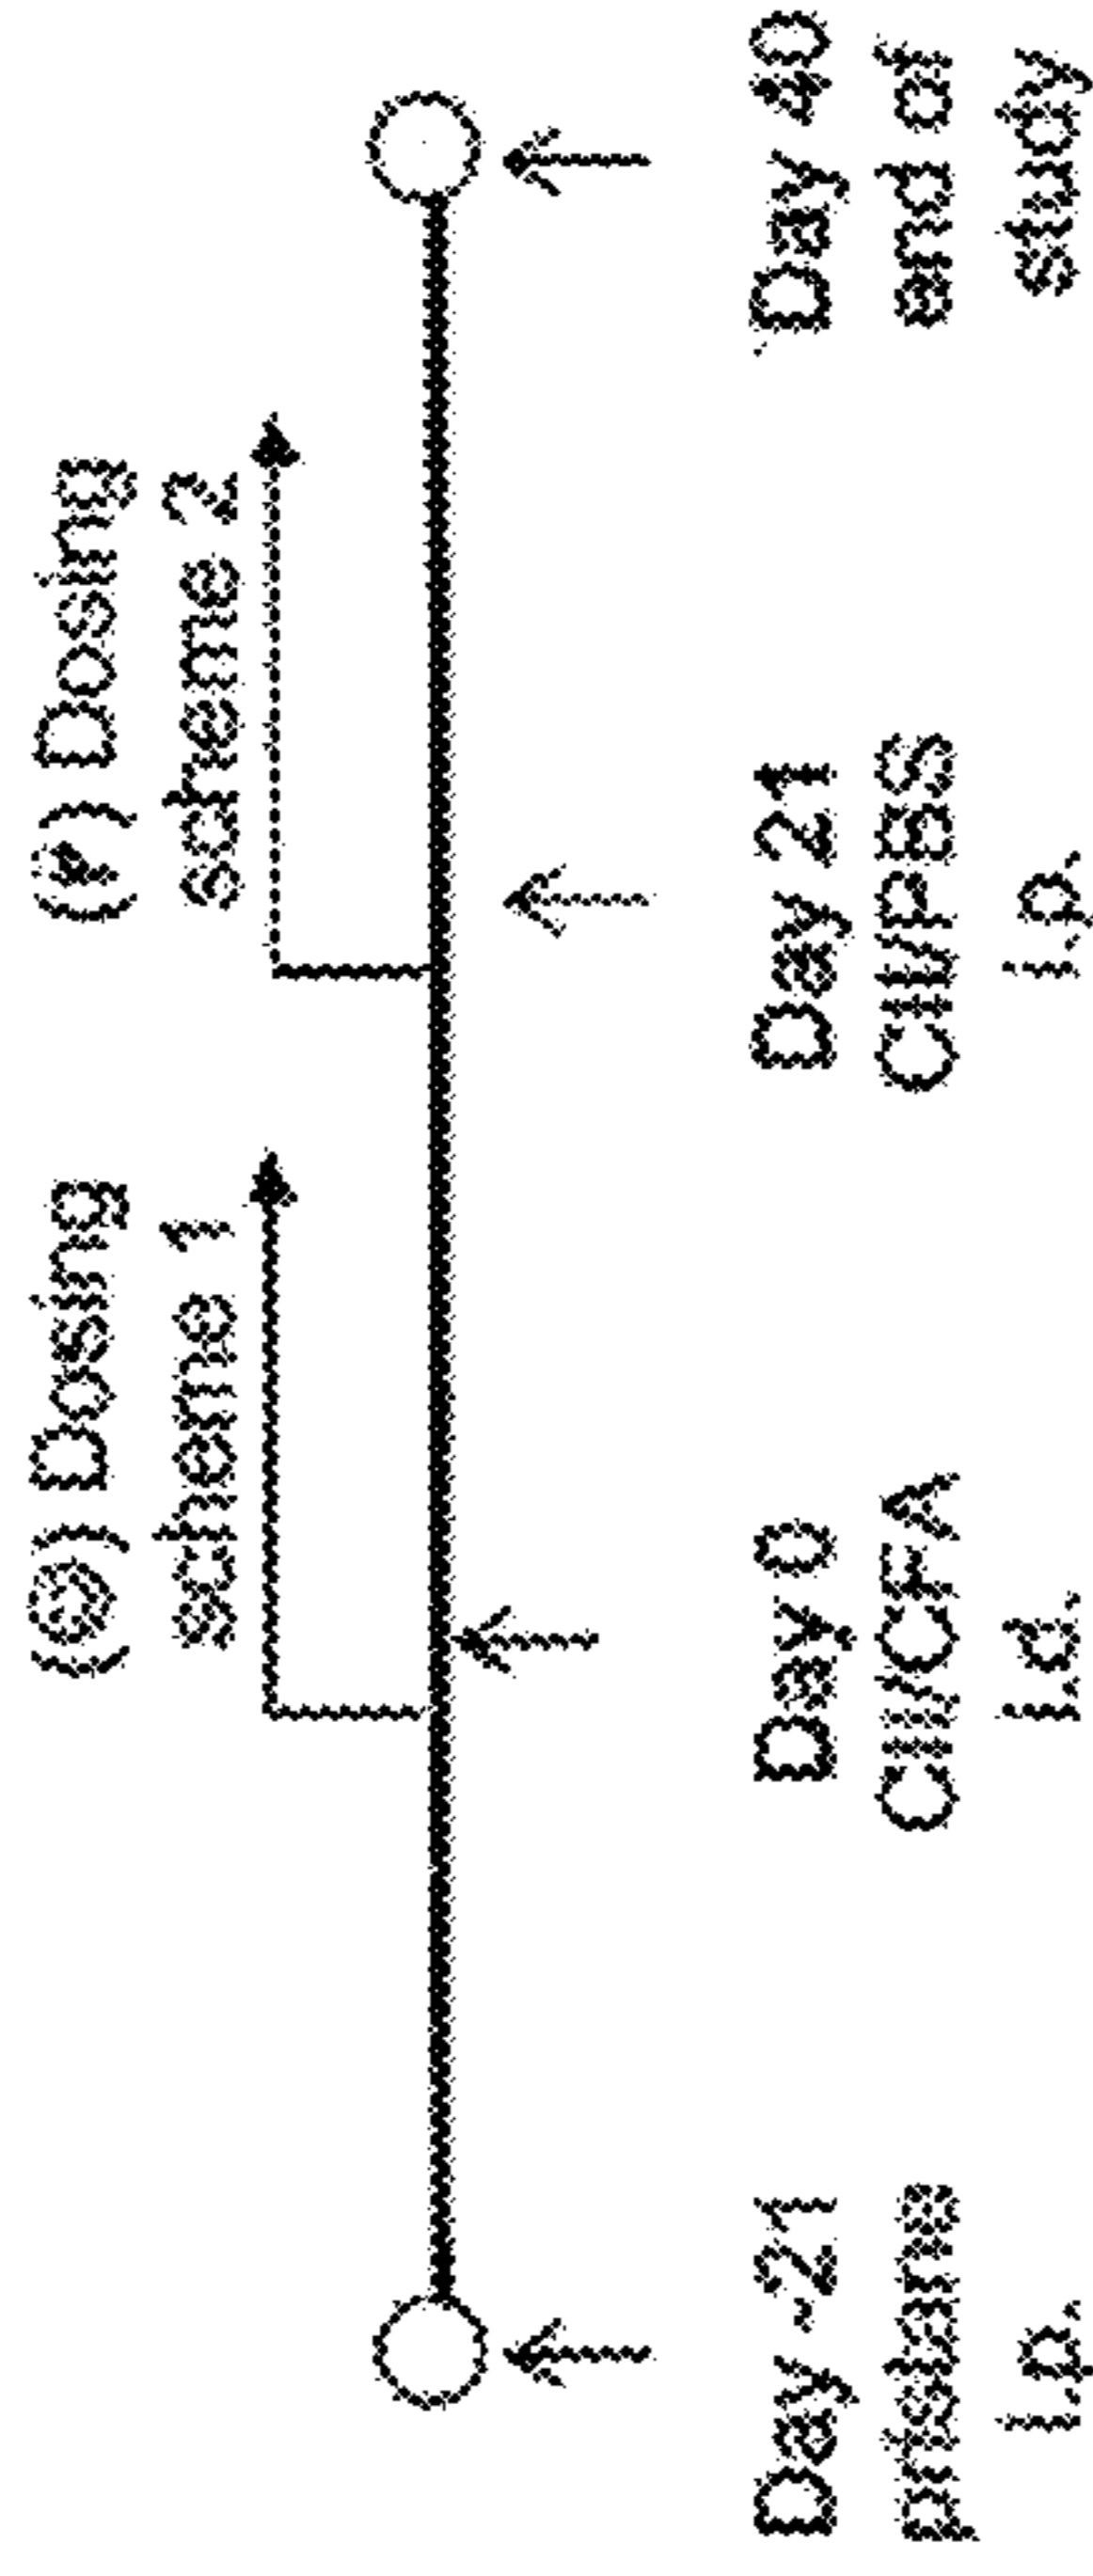 Dosing
scheme 1
Dosing
scheme 2
Day -21
pristane
i.p.
Day 0
CII/CFA
i.d.
Day 21
CII/PBS
i.p.
Day 40
end of
study